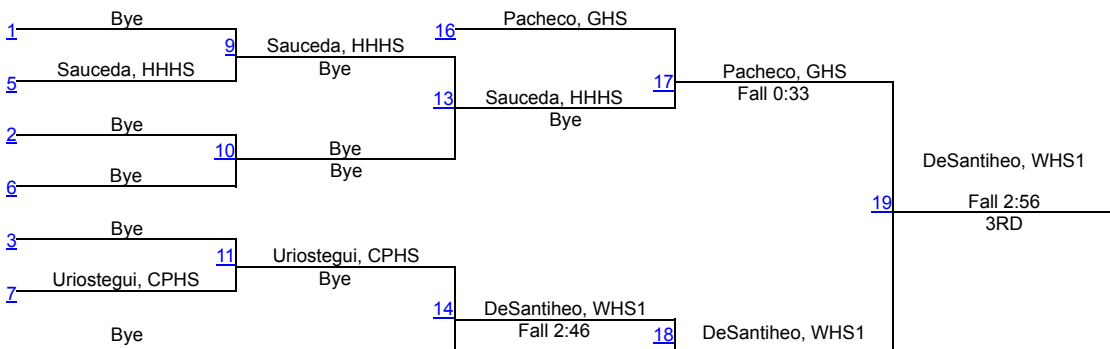 Bye
Pacheco, GHS
1
16
9
Sauceda, HHHS
Bye
Sauceda, HHHS
5
17
Pacheco, GHS
Fall 0:33
13
Sauceda, HHHS
Bye
Bye
2
10
Bye
Bye
Bye
6
DeSantiheo, WHS1
19
Fall 2:56
3RD
Bye
3
11
Uriostegui, CPHS
Bye
Uriostegui, CPHS
7
14
DeSantiheo, WHS1
Fall 2:46
Bye
18
DeSantiheo, WHS1